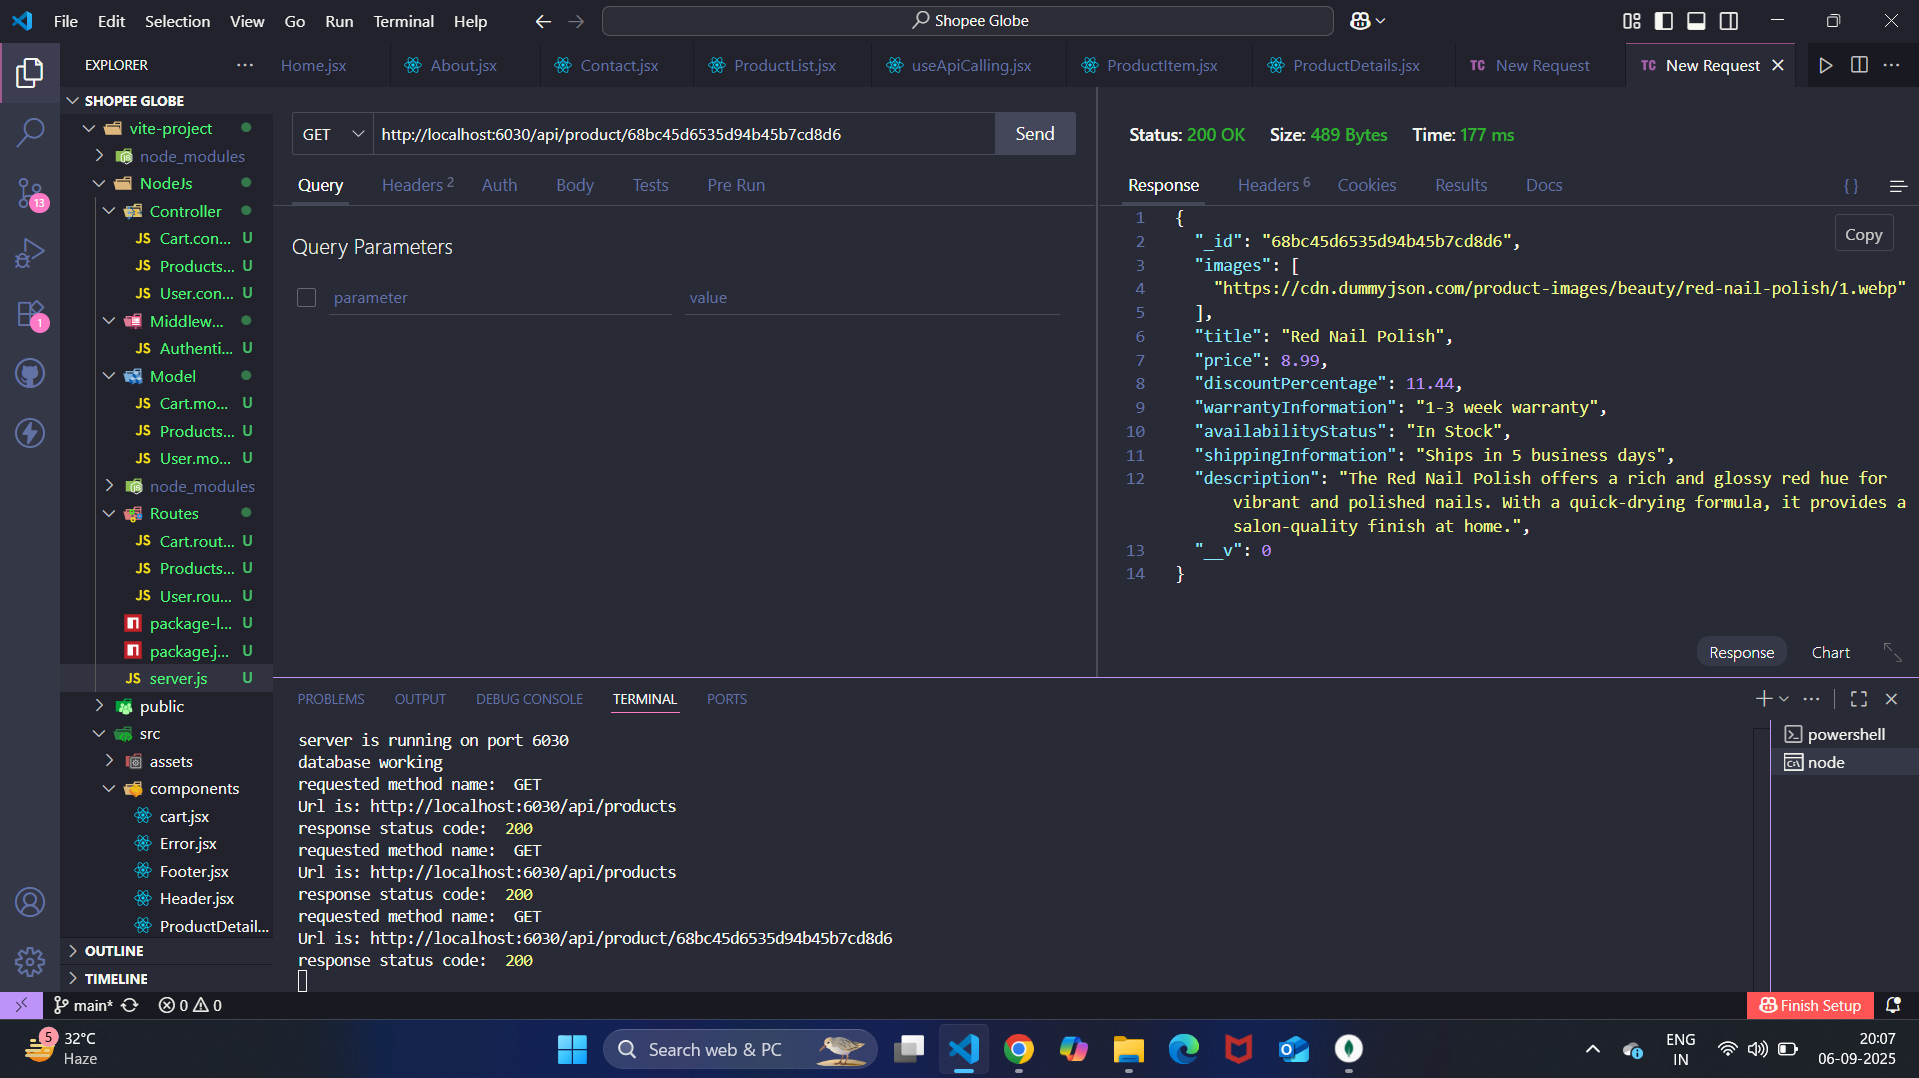 File Edit Selection View Go Run Terminal Help
Shopee Globe
EXPLORER
Home.jsx
About.jsx
Contact.jsx
ProductList.jsx
useApiCalling.jsx
ProductItem.jsx
ProductDetails.jsx
TC New Request
TC New Request
SHOPEE GLOBE
vite-project
node_modules
NodeJs
Controller
JS Cart.con... U
JS Products... U
JS User.con... U
Middlew...
JS Authenti... U
Model
JS Cart.mo... U
JS Products... U
JS User.mo... U
node_modules
Routes
JS Cart.rout... U
JS Products... U
JS User.rou... U
package-l... U
package.j... U
JS server.js U
public
src
assets
components
cart.jsx
Error.jsx
Footer.jsx
Header.jsx
ProductDetail...
OUTLINE
TIMELINE
13
1
GET http://localhost:6030/api/product/68bc45d6535d94b45b7cd8d6 Send
Query Headers 2 Auth Body Tests Pre Run
Query Parameters
parameter value
Status: 200 OK Size: 489 Bytes Time: 177 ms
Response Headers 6 Cookies Results Docs { }
Copy
1 {
2 "_id": "68bc45d6535d94b45b7cd8d6",
3 "images": [
4 "https://cdn.dummyjson.com/product-images/beauty/red-nail-polish/1.webp"
5 ],
6 "title": "Red Nail Polish",
7 "price": 8.99,
8 "discountPercentage": 11.44,
9 "warrantyInformation": "1-3 week warranty",
10 "availabilityStatus": "In Stock",
11 "shippingInformation": "Ships in 5 business days",
12 "description": "The Red Nail Polish offers a rich and glossy red hue for
vibrant and polished nails. With a quick-drying formula, it provides a
salon-quality finish at home.",
13 "__v": 0
14 }
Response Chart
PROBLEMS OUTPUT DEBUG CONSOLE TERMINAL PORTS
server is running on port 6030
database working
requested method name:  GET
Url is: http://localhost:6030/api/products
response status code:  200
requested method name:  GET
Url is: http://localhost:6030/api/products
response status code:  200
requested method name:  GET
Url is: http://localhost:6030/api/product/68bc45d6535d94b45b7cd8d6
response status code:  200
powershell
node
main* 0 0
Finish Setup
5
32°C
Haze
Search web & PC
ENG
IN
20:07
06-09-2025